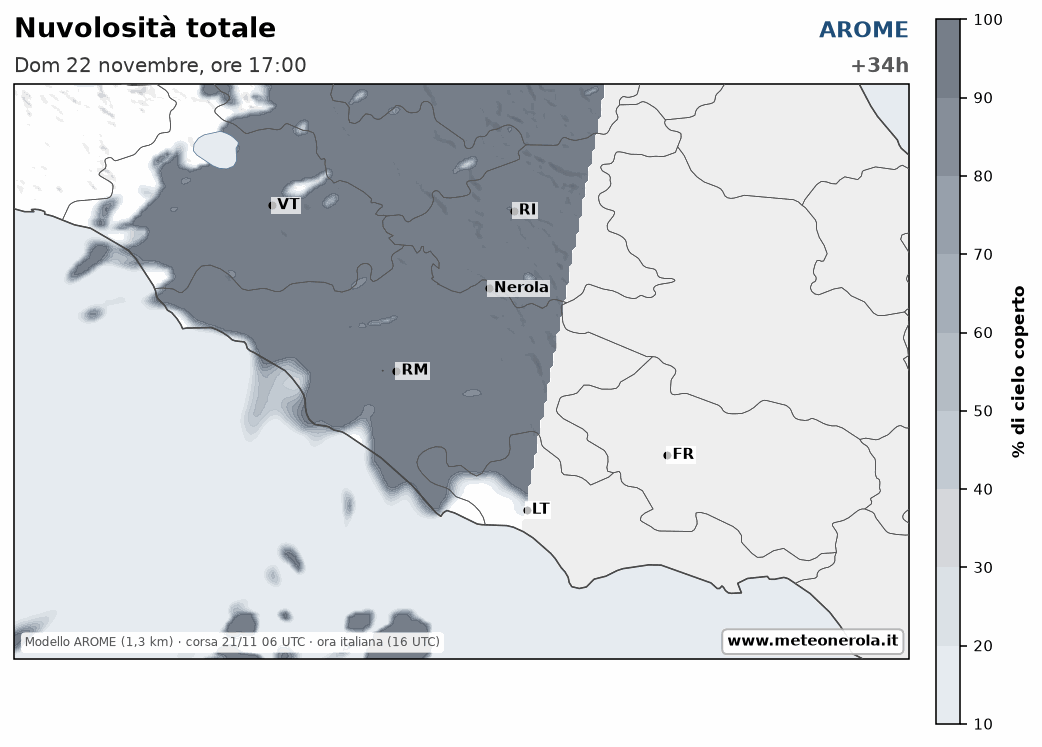 Nuvolosità totale
AROME
Dom 22 novembre, ore 17:00
+34h
VT
RI
Nerola
RM
FR
LT
Modello AROME (1,3 km) · corsa 21/11 06 UTC · ora italiana (16 UTC)
www.meteonerola.it
100
90
80
70
60
50
40
30
20
10
% di cielo coperto